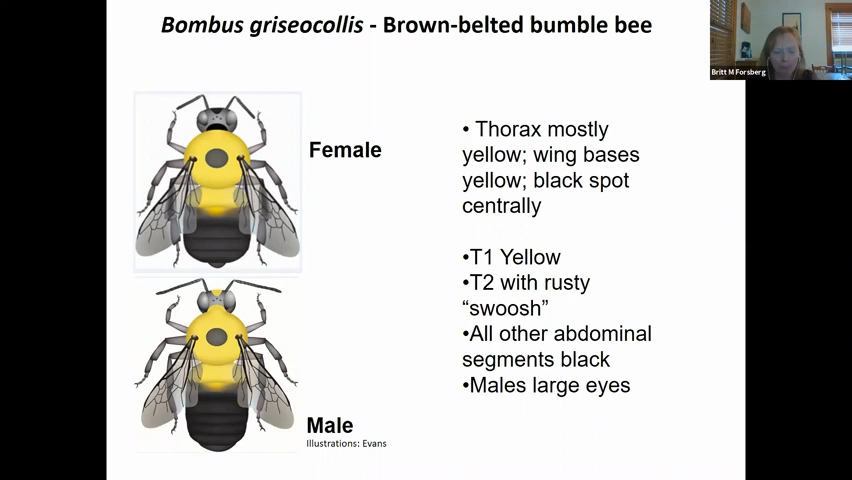 Bombus griseocollis - Brown-belted bumble bee
Britt M Forsberg
Female
• Thorax mostly
yellow; wing bases
yellow; black spot
centrally
•T1 Yellow
•T2 with rusty
“swoosh”
•All other abdominal
segments black
•Males large eyes
Male
Illustrations: Evans